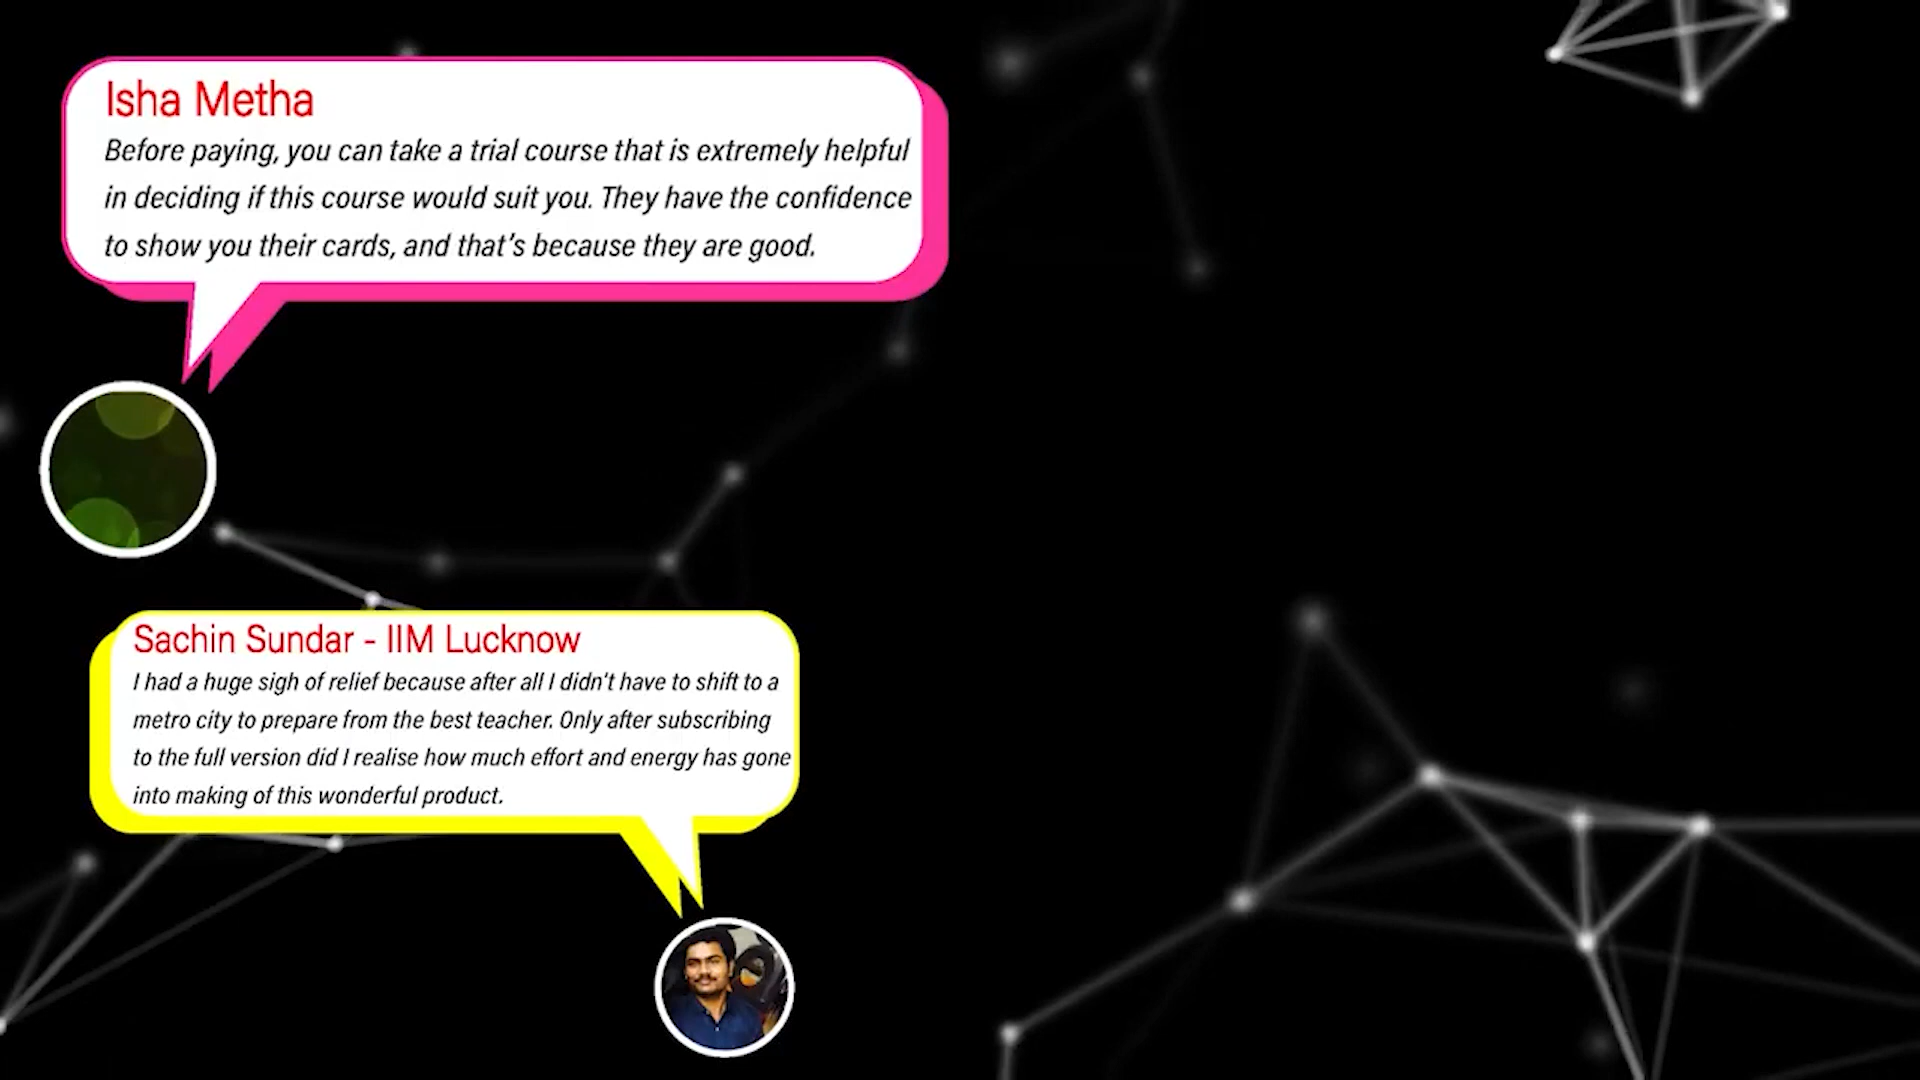 Isha Metha
Before paying, you can take a trial course that is extremely helpful
in deciding if this course would suit you. They have the confidence
to show you their cards, and that's because they are good.
Sachin Sundar - IIM Lucknow
I had a huge sigh of relief because after all I didn't have to shift to a
metro city to prepare from the best teacher. Only after subscribing
to the full version did I realise how much effort and energy has gone
into making of this wonderful product.